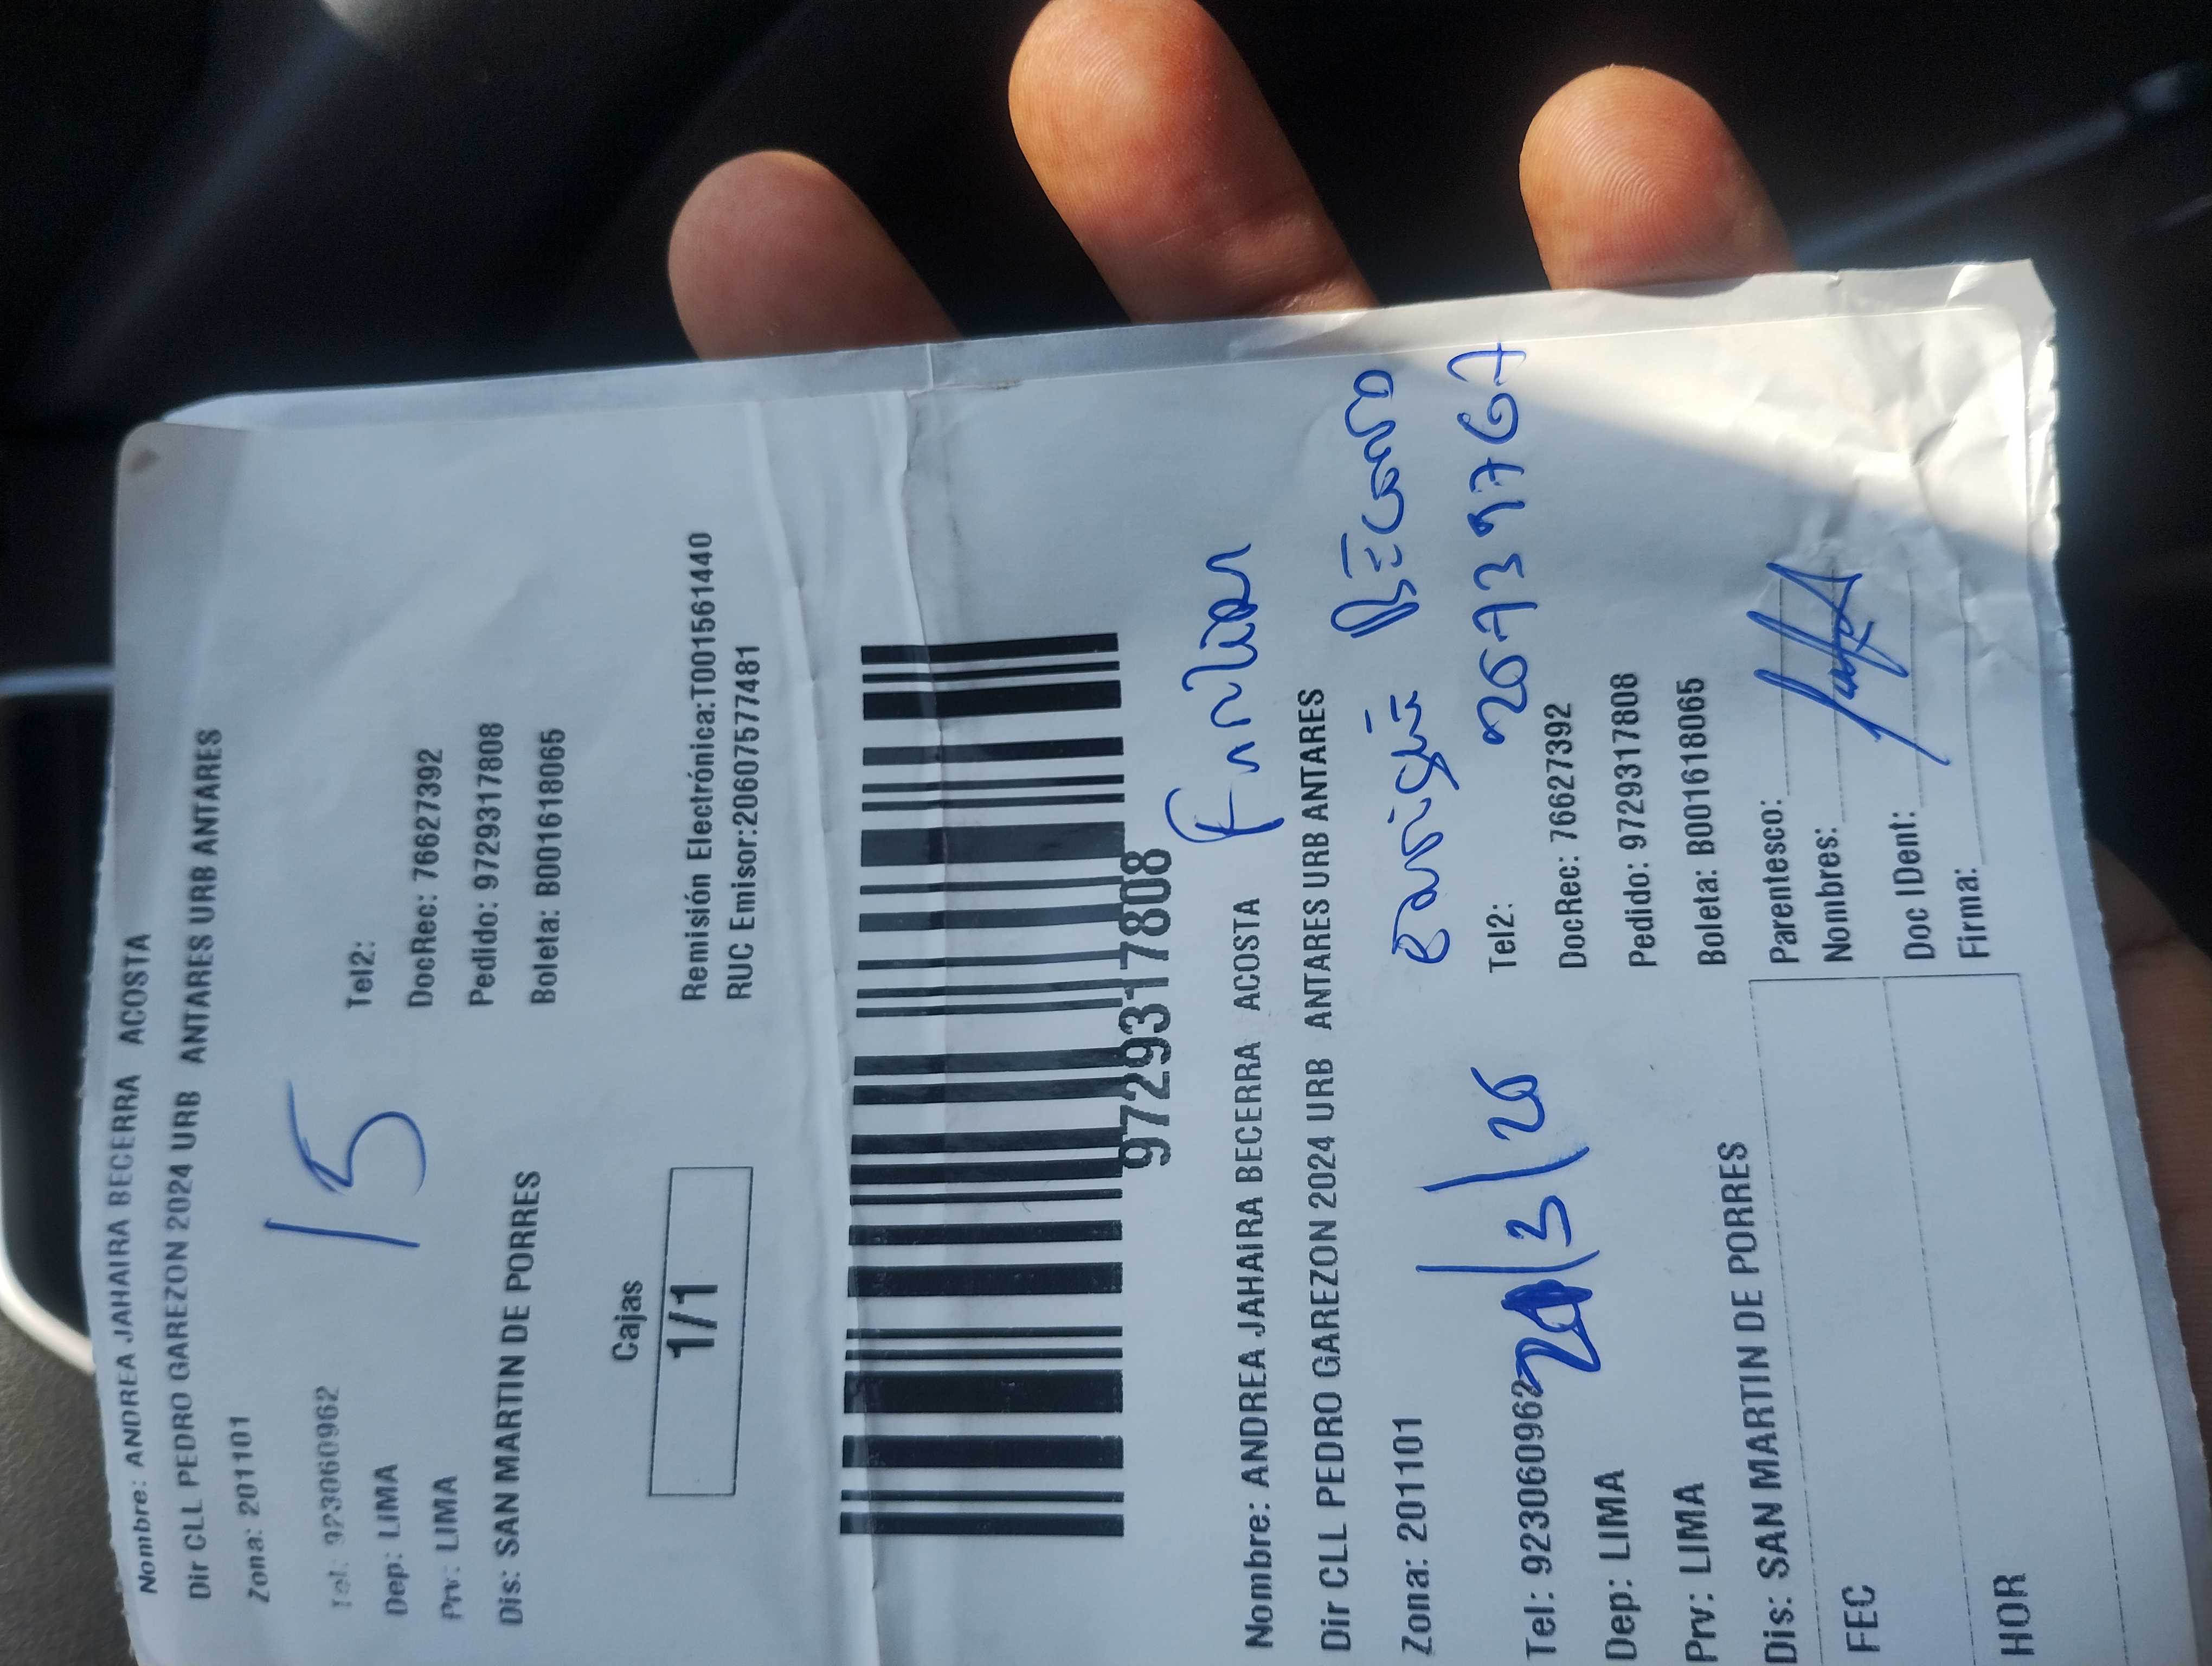 Nombre: ANDREA JAHAIRA BECERRA ACOSTA
Dir CLL PEDRO GAREZON 2024 URB ANTARES URB ANTARES
Zona: 201101
15
Tel: 923060962 Tel2:
Dep: LIMA DocRec: 76627392
Prv: LIMA Pedido: 9729317808
Dis: SAN MARTIN DE PORRES Boleta: B001618065
Cajas
1/1
Remisión Electrónica:T001561440
RUC Emisor:20607577481
9729317808
Nombre: ANDREA JAHAIRA BECERRA ACOSTA
Dir CLL PEDRO GAREZON 2024 URB ANTARES URB ANTARES
Zona: 201101
Tel: 923060962 Tel2:
Dep: LIMA DocRec: 76627392
Prv: LIMA Pedido: 9729317808
Dis: SAN MARTIN DE PORRES Boleta: B001618065
FEC
HOR
Parentesco:
Nombres:
Doc IDent:
Firma: